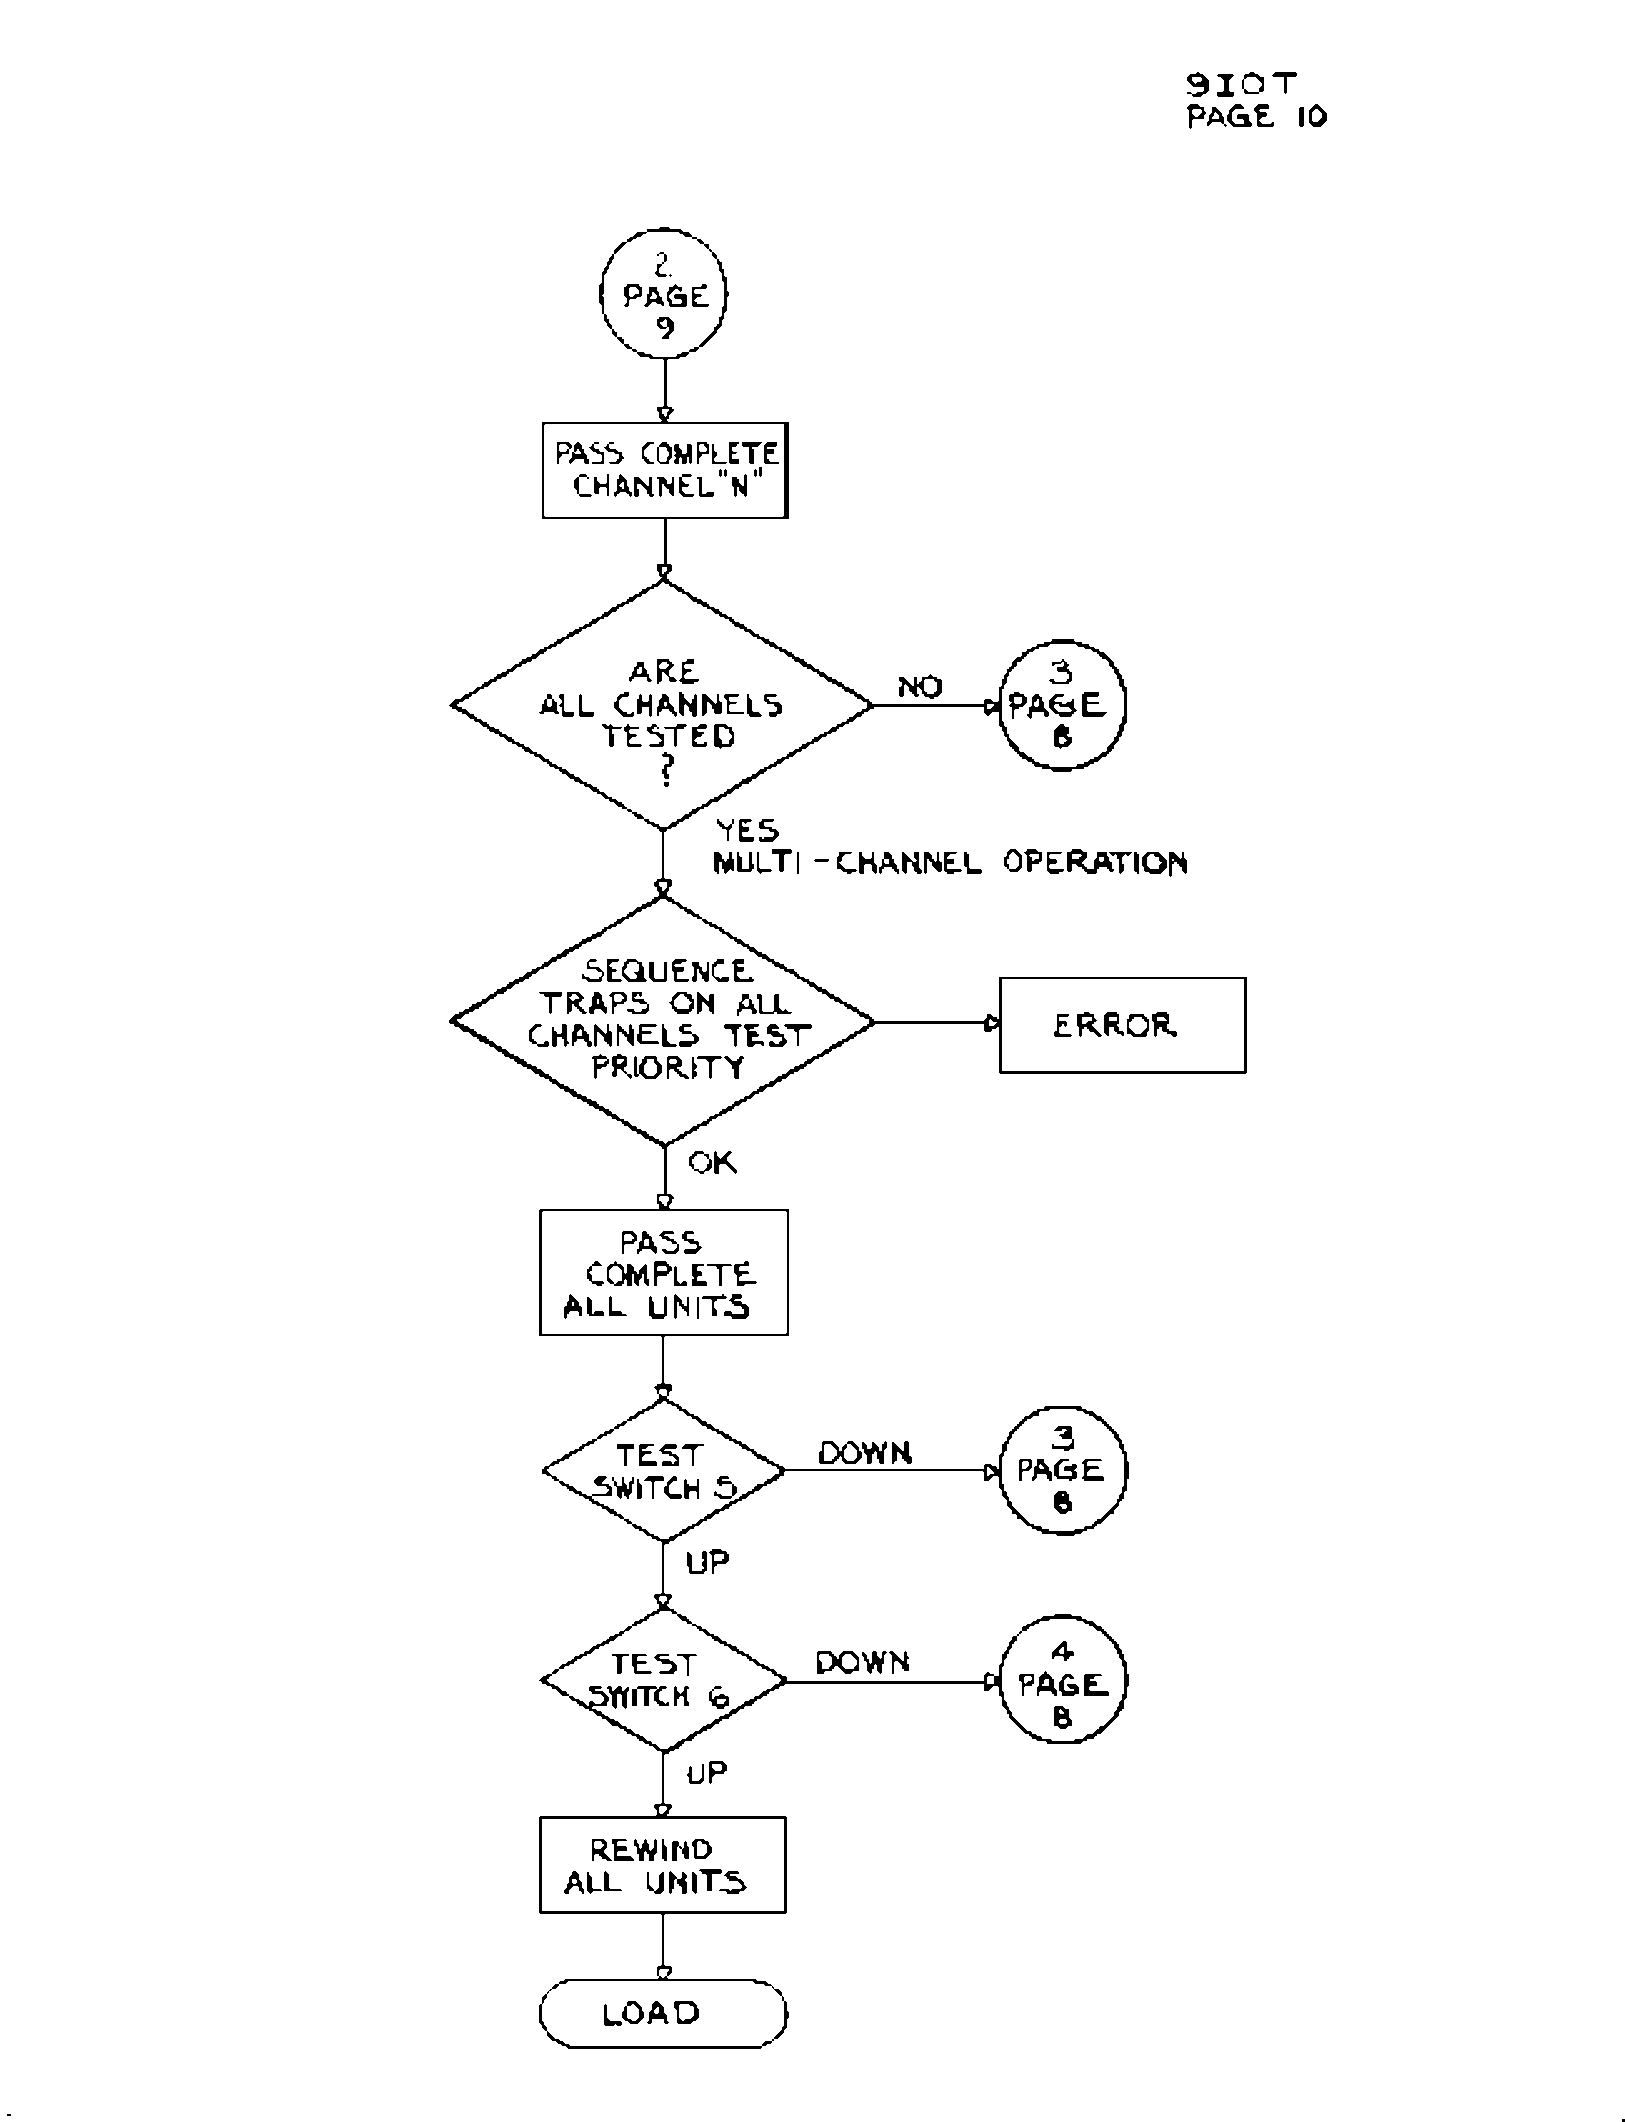 9IOT
PAGE 10
2
PAGE
9
PASS COMPLETE
CHANNEL "N"
ARE
ALL CHANNELS
TESTED
?
NO
3
PAGE
8
YES
MULTI-CHANNEL OPERATION
SEQUENCE
TRAPS ON ALL
CHANNELS TEST
PRIORITY
ERROR
OK
PASS
COMPLETE
ALL UNITS
TEST
SWITCH 5
DOWN
3
PAGE
8
UP
TEST
SWITCH 6
DOWN
4
PAGE
8
UP
REWIND
ALL UNITS
LOAD